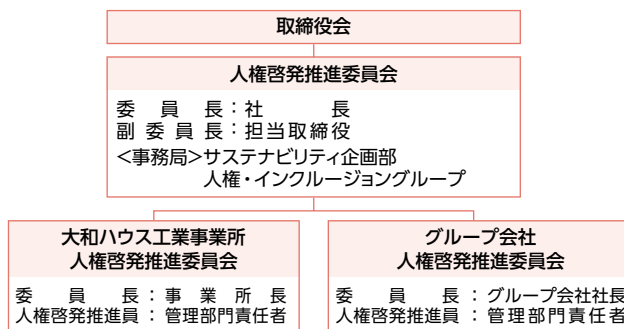 取締役会
人権啓発推進委員会
委員長：社長
副委員長：担当取締役
＜事務局＞サステナビリティ企画部
人権・インクルージョングループ
大和ハウス工業事業所
人権啓発推進委員会
委員長：事業所長
人権啓発推進員：管理部門責任者
グループ会社
人権啓発推進委員会
委員長：グループ会社社長
人権啓発推進員：管理部門責任者